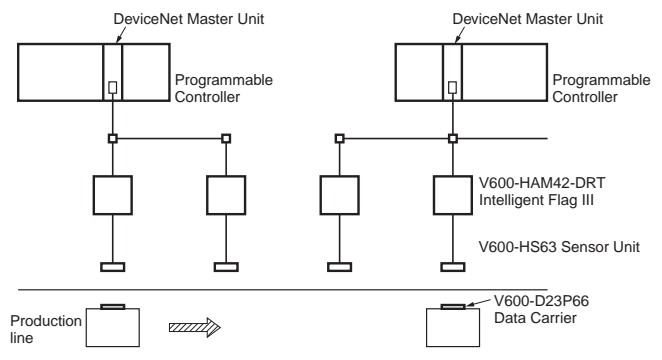 DeviceNet Master Unit
DeviceNet Master Unit
Programmable
Controller
Programmable
Controller
V600-HAM42-DRT
Intelligent Flag III
V600-HS63 Sensor Unit
V600-D23P66
Data Carrier
Production
line